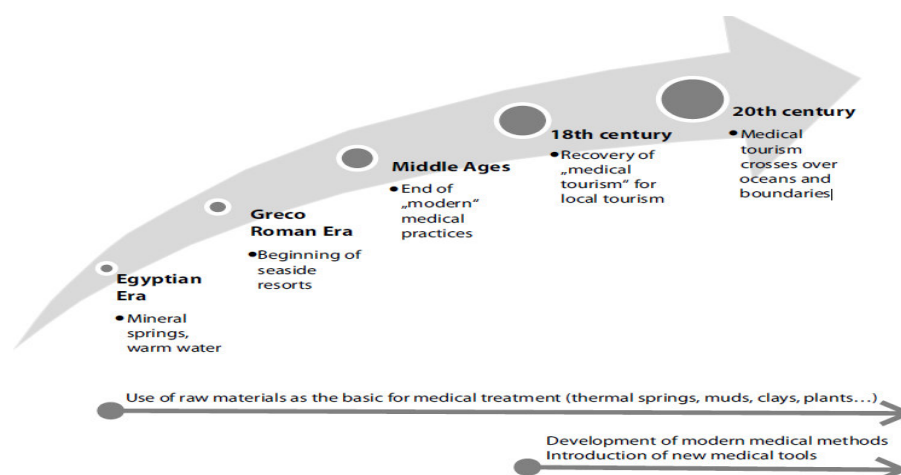 Egyptian
Era
•Mineral
springs,
warm water
Greco
Roman Era
•Beginning of
seaside
resorts
Middle Ages
•End of
„modern“
medical
practices
18th century
•Recovery of
„medical
tourism“ for
local tourism
20th century
•Medical
tourism
crosses over
oceans and
boundaries
Use of raw materials as the basic for medical treatment (thermal springs, muds, clays, plants...)
Development of modern medical methods
Introduction of new medical tools